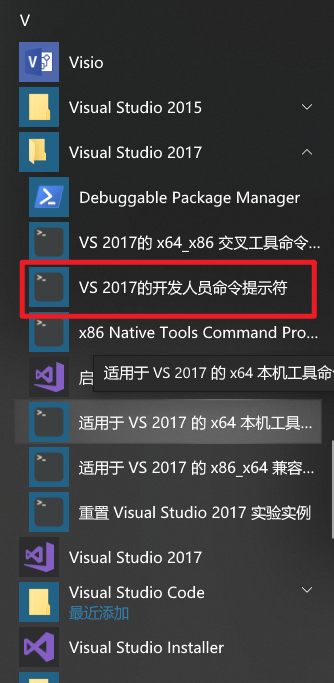 V
Visio
Visual Studio 2015
Visual Studio 2017
Debuggable Package Manager
VS 2017的 x64_x86 交叉工具命令...
VS 2017的开发人员命令提示符
x86 Native Tools Command Pro...
启
适用于 VS 2017 的 x64 本机工具命
适用于 VS 2017 的 x64 本机工具...
适用于 VS 2017 的 x86_x64 兼容...
重置 Visual Studio 2017 实验实例
Visual Studio 2017
Visual Studio Code
最近添加
Visual Studio Installer